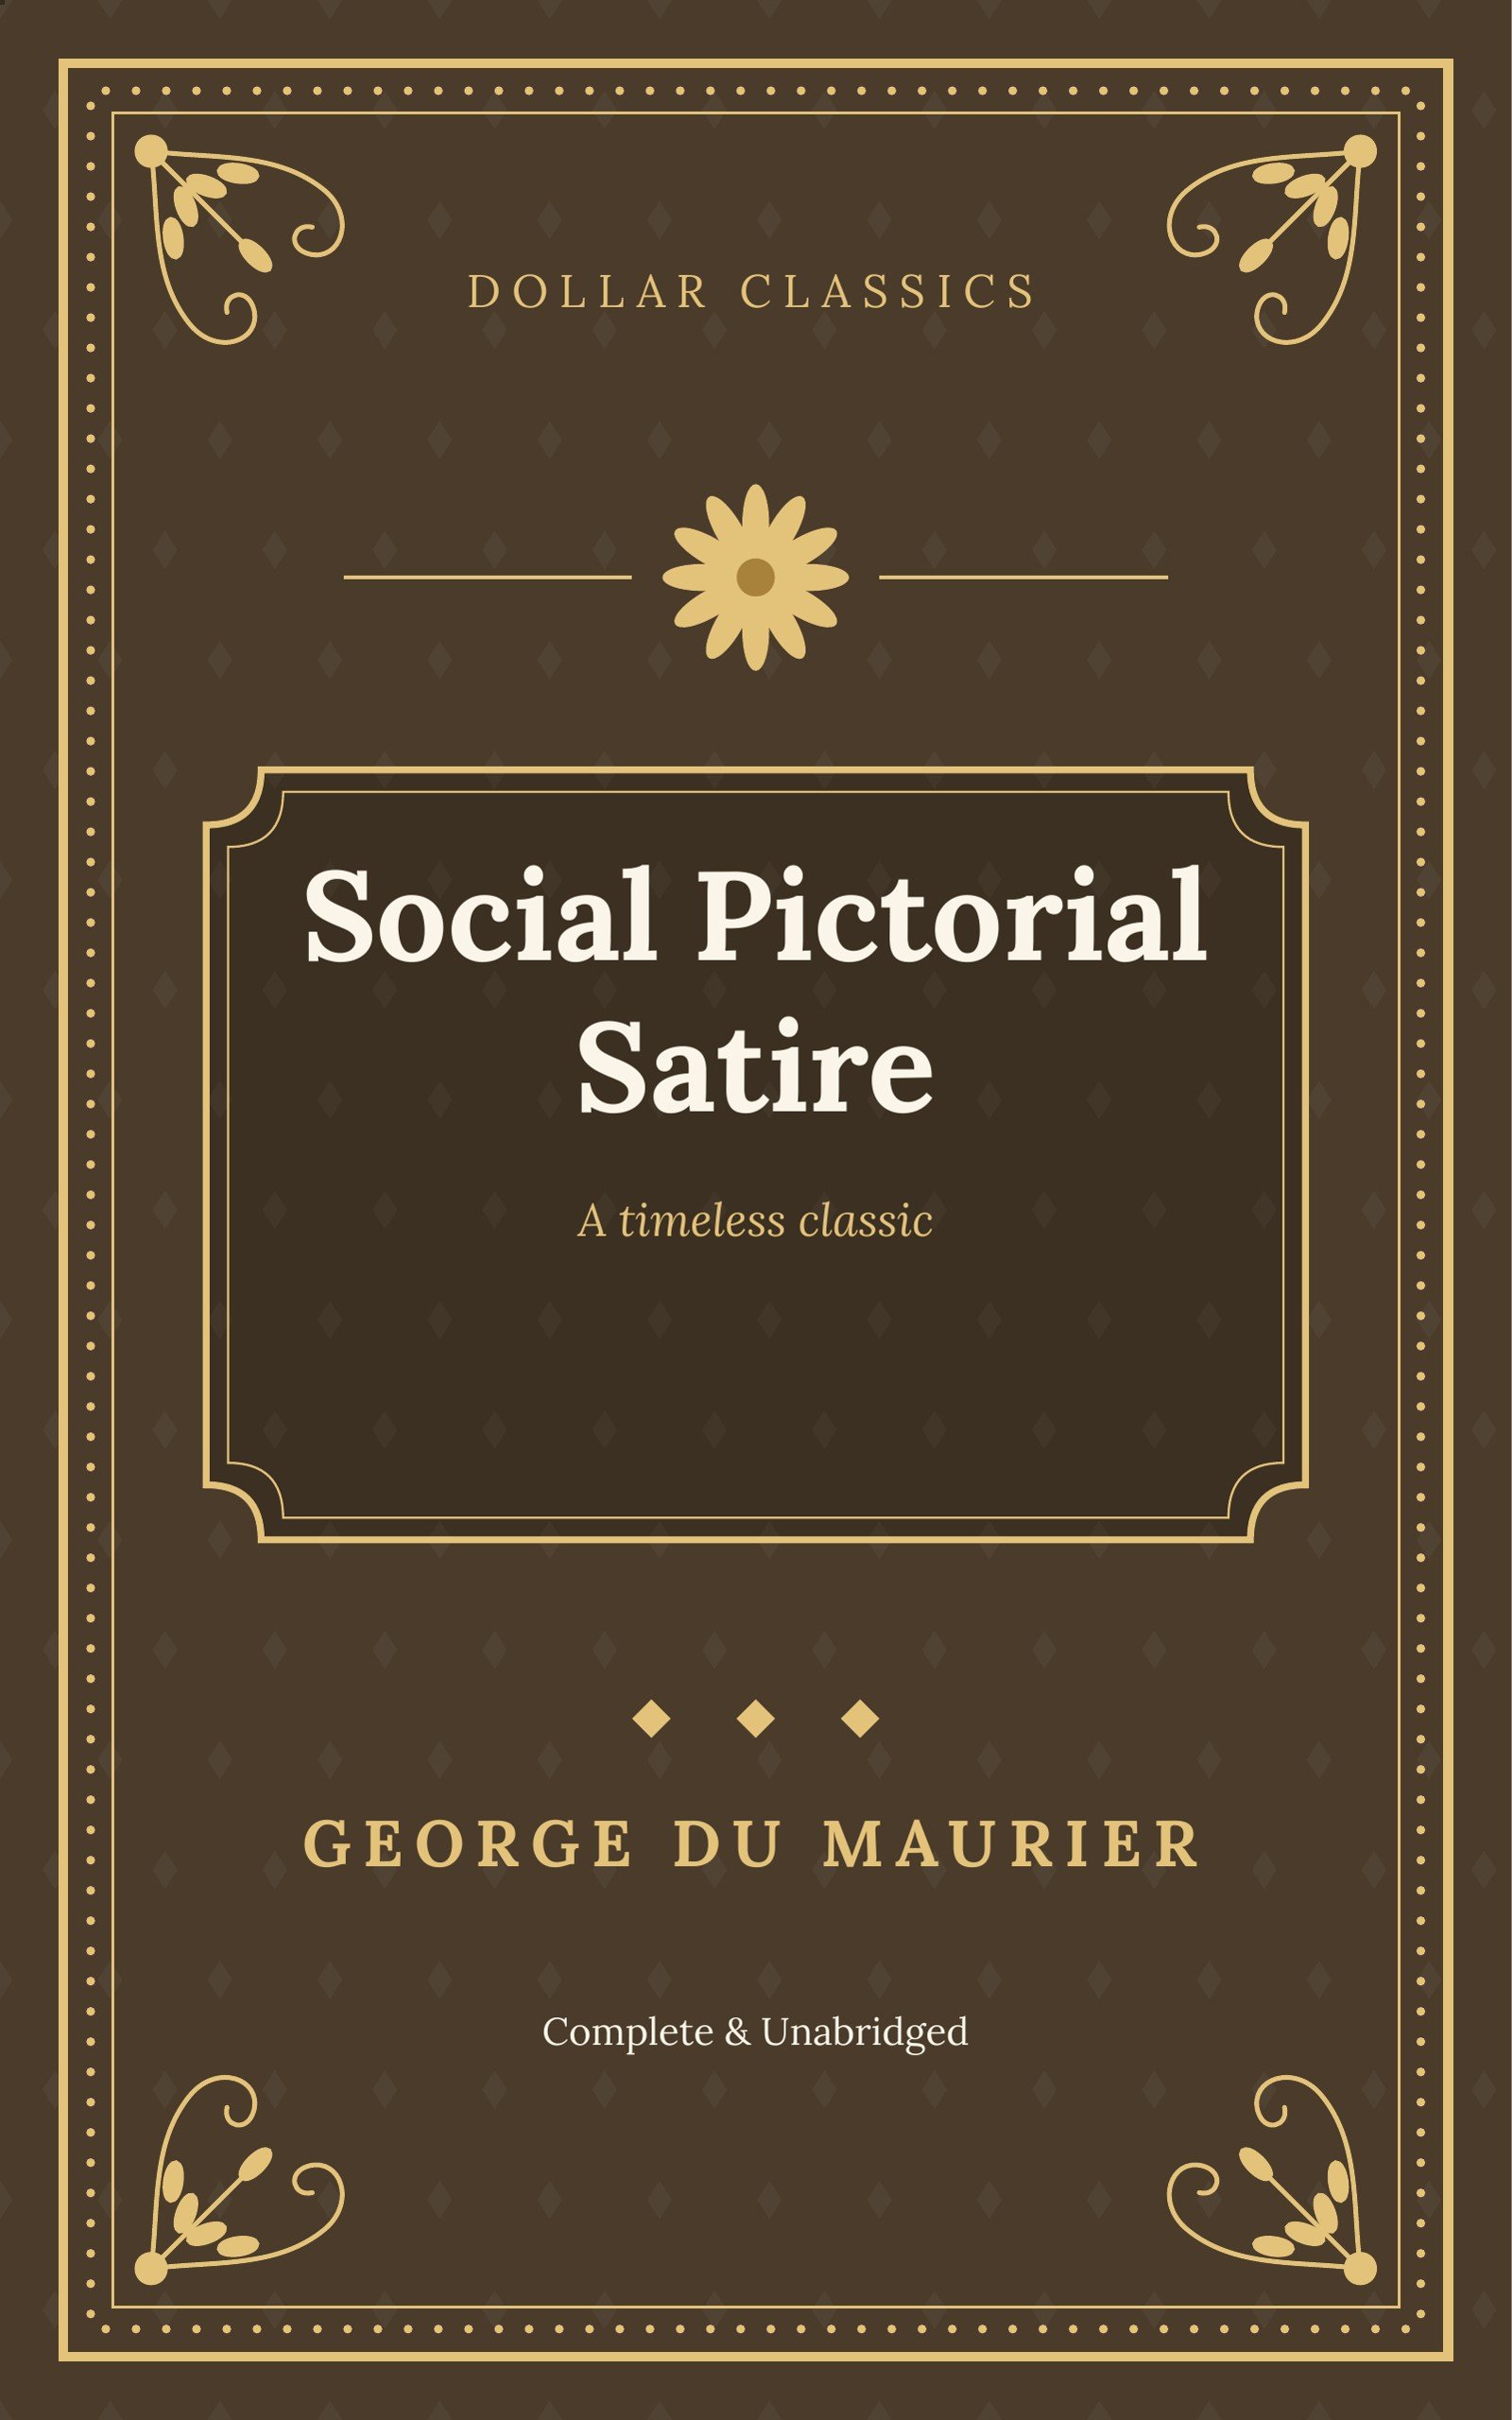 DOLLAR CLASSICS
Social Pictorial
Satire
A timeless classic
GEORGE DU MAURIER
Complete & Unabridged